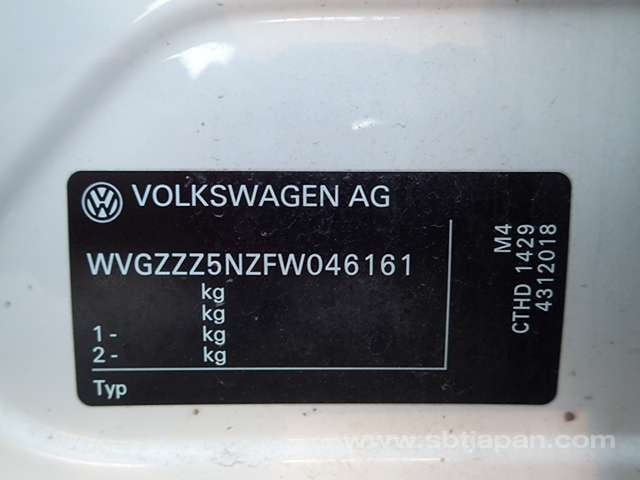 VOLKSWAGEN AG
WVGZZZ5NZFW046161
kg
kg
1- kg
2- kg
Typ
M4
CTHD 1429
4312018
www.sbtjapan.com